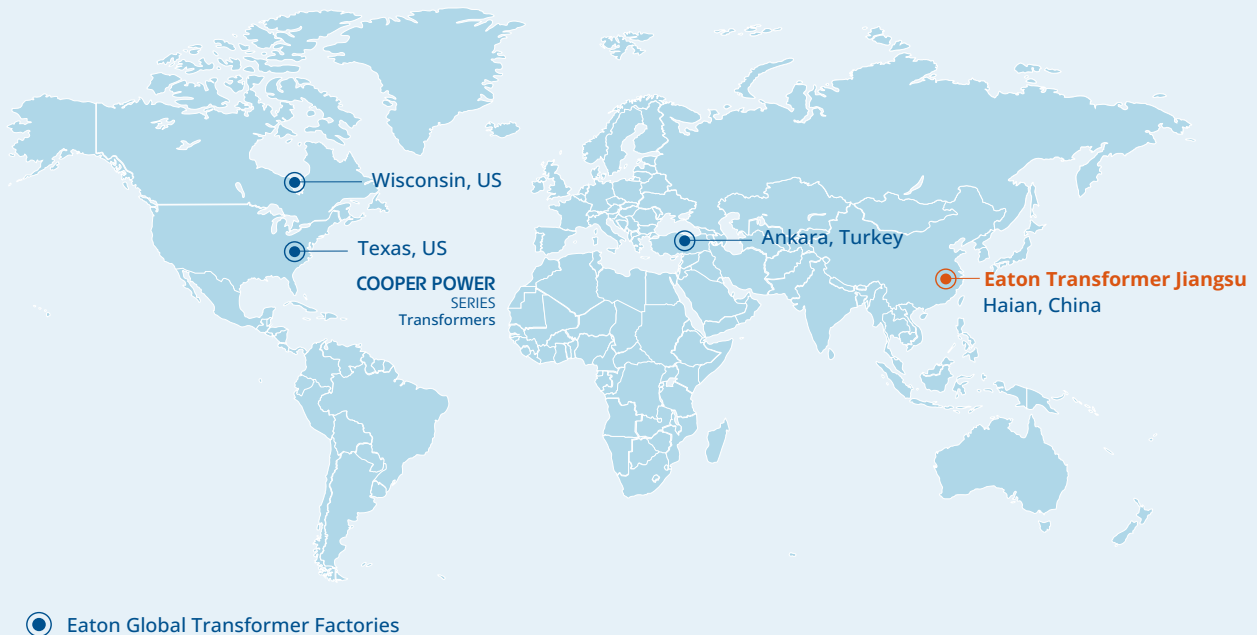 Wisconsin, US
Texas, US
COOPER POWER
SERIES
Transformers
Ankara, Turkey
Eaton Transformer Jiangsu
Haian, China
Eaton Global Transformer Factories